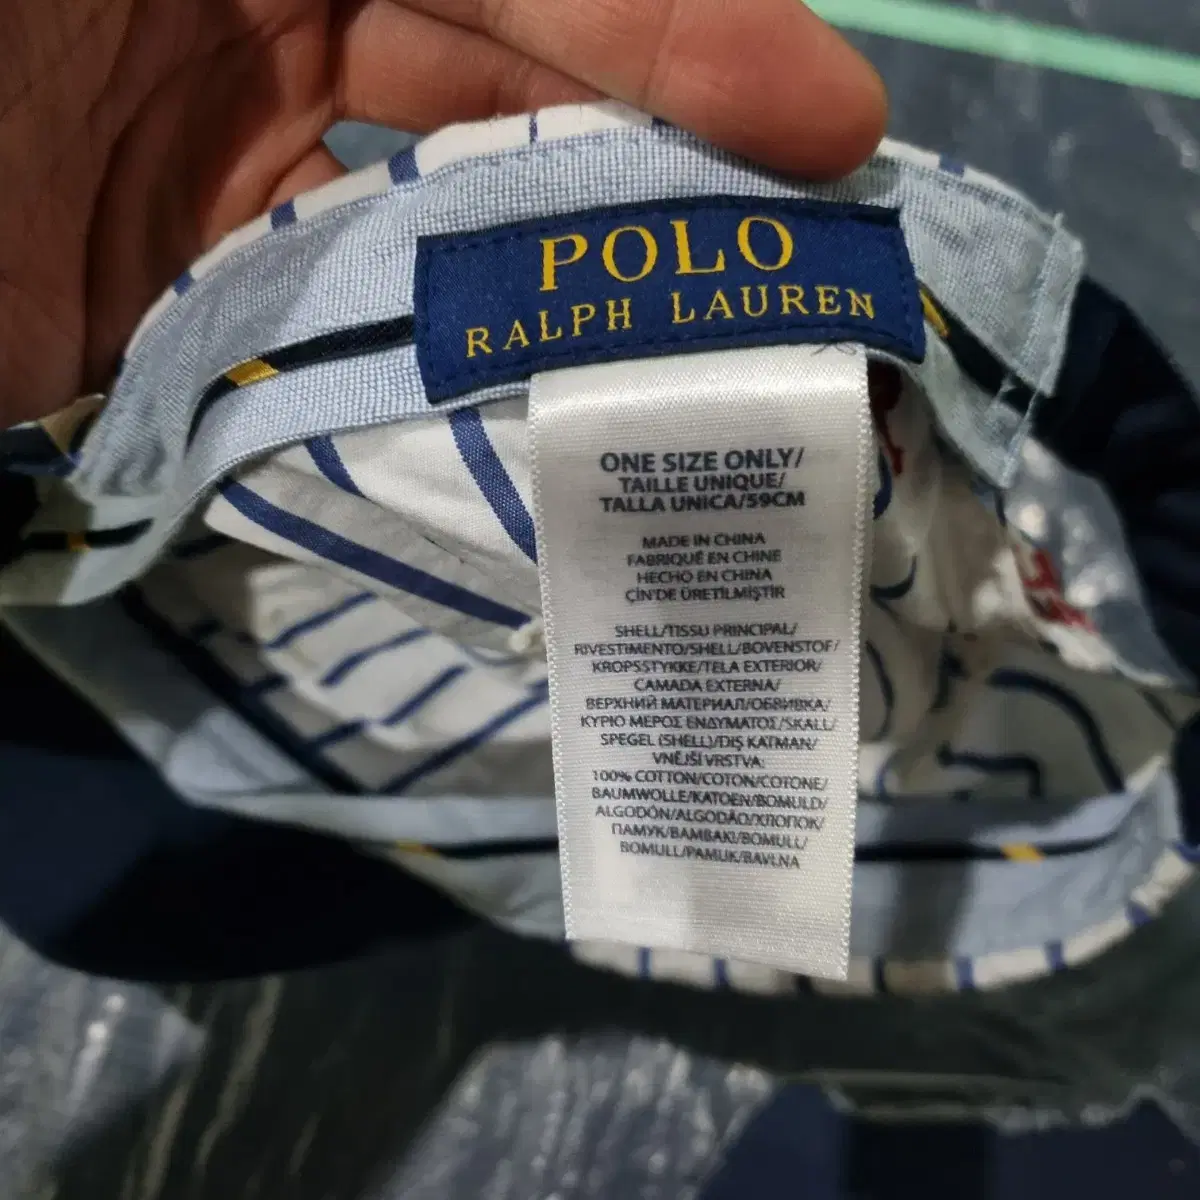 POLO
RALPH LAUREN
ONE SIZE ONLY/
TAILLE UNIQUE/
TALLA UNICA/59CM
MADE IN CHINA
FABRIQUÉ EN CHINE
HECHO EN CHINA
ÇİN'DE ÜRETİLMİŞTİR
SHELL/TISSU PRINCIPAL/
RIVESTIMENTO/SHELL/BOVENSTOF/
KROPSSTYKKE/TELA EXTERIOR/
CAMADA EXTERNA/
ВЕРХНИЙ МАТЕРИАЛ/ОБВИВКА/
ΚΥΡΙΟ ΜΕΡΟΣ ΕΝΔΥΜΑΤΟΣ/SKALL/
SPEGEL (SHELL)/DIŞ KATMAN/
VNĚJŠÍ VRSTVA:
100% COTTON/COTON/COTONE/
BAUMWOLLE/KATOEN/BOMULD/
ALGODÓN/ALGODÃO/ХЛОПОК/
ПАМУК/ΒΑΜΒΑΚΙ/BOMULL/
BOMULL/PAMUK/BAVLNA